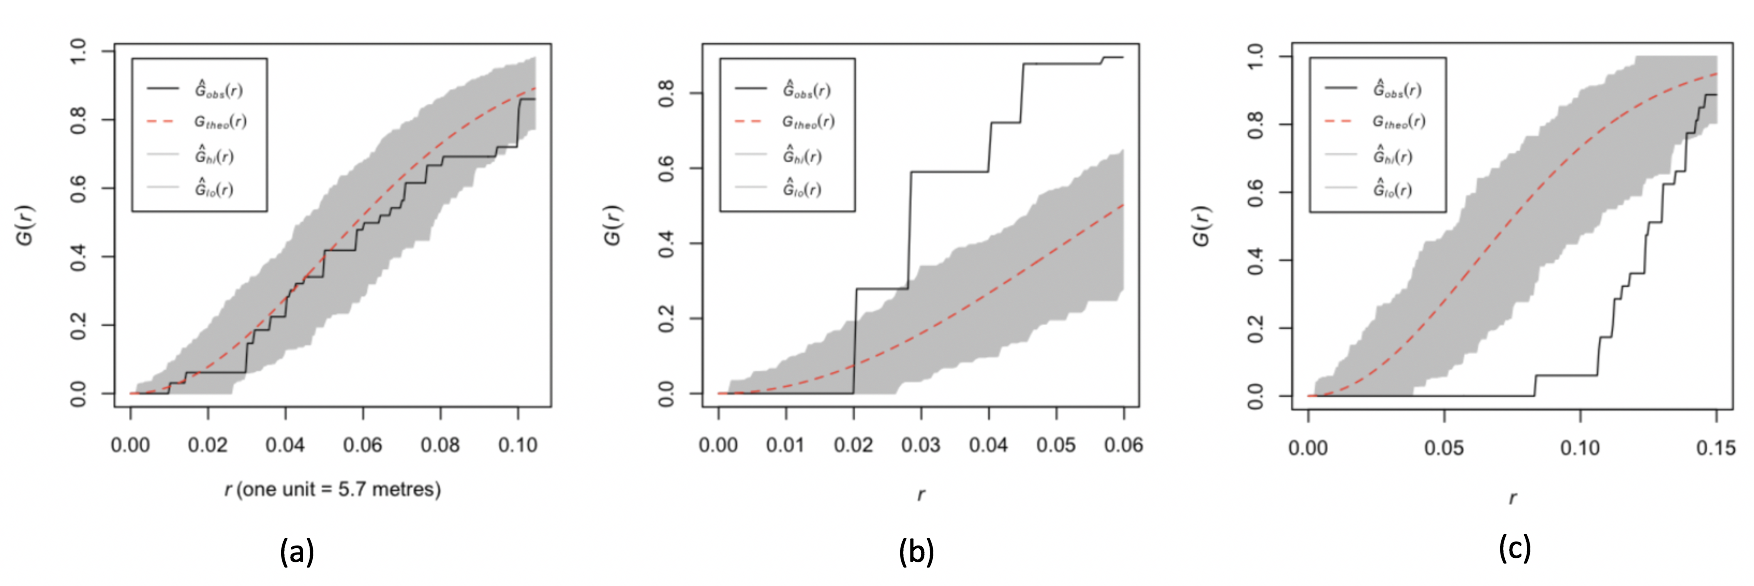 1.0
0.8
0.6
0.4
0.2
0.0
G(r)
Ĝobs(r)
Gtheo(r)
Ĝhi(r)
Ĝlo(r)
0.00 0.02 0.04 0.06 0.08 0.10
r (one unit = 5.7 metres)
(a)
0.8
0.6
0.4
0.2
0.0
G(r)
Ĝobs(r)
Gtheo(r)
Ĝhi(r)
Ĝlo(r)
0.00 0.01 0.02 0.03 0.04 0.05 0.06
r
(b)
1.0
0.8
0.6
0.4
0.2
0.0
G(r)
Ĝobs(r)
Gtheo(r)
Ĝhi(r)
Ĝlo(r)
0.00 0.05 0.10 0.15
r
(c)